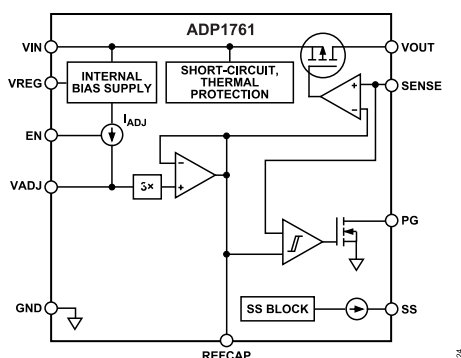 ADP1761
VIN
VOUT
VREG
INTERNAL
BIAS SUPPLY
SHORT-CIRCUIT,
THERMAL
PROTECTION
SENSE
IADJ
EN
VADJ
3×
PG
GND
SS BLOCK
SS
REFCAP
24